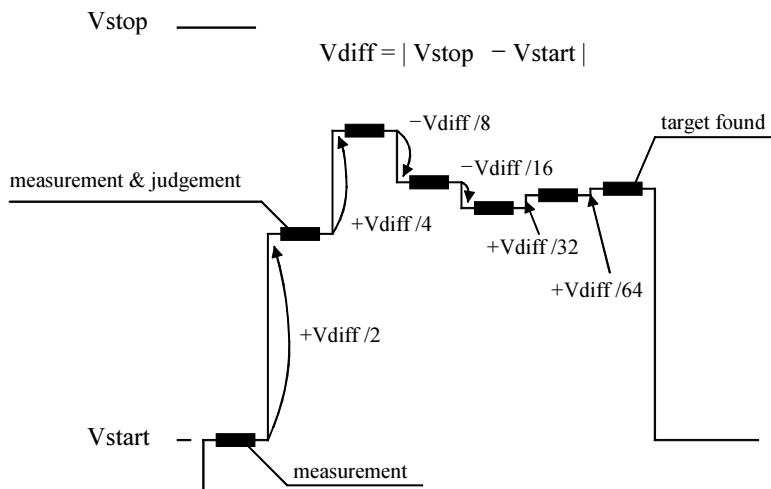 Vstop
Vdiff = | Vstop − Vstart |
−Vdiff /8
target found
−Vdiff /16
measurement & judgement
+Vdiff /4
+Vdiff /32
+Vdiff /64
+Vdiff /2
Vstart
measurement